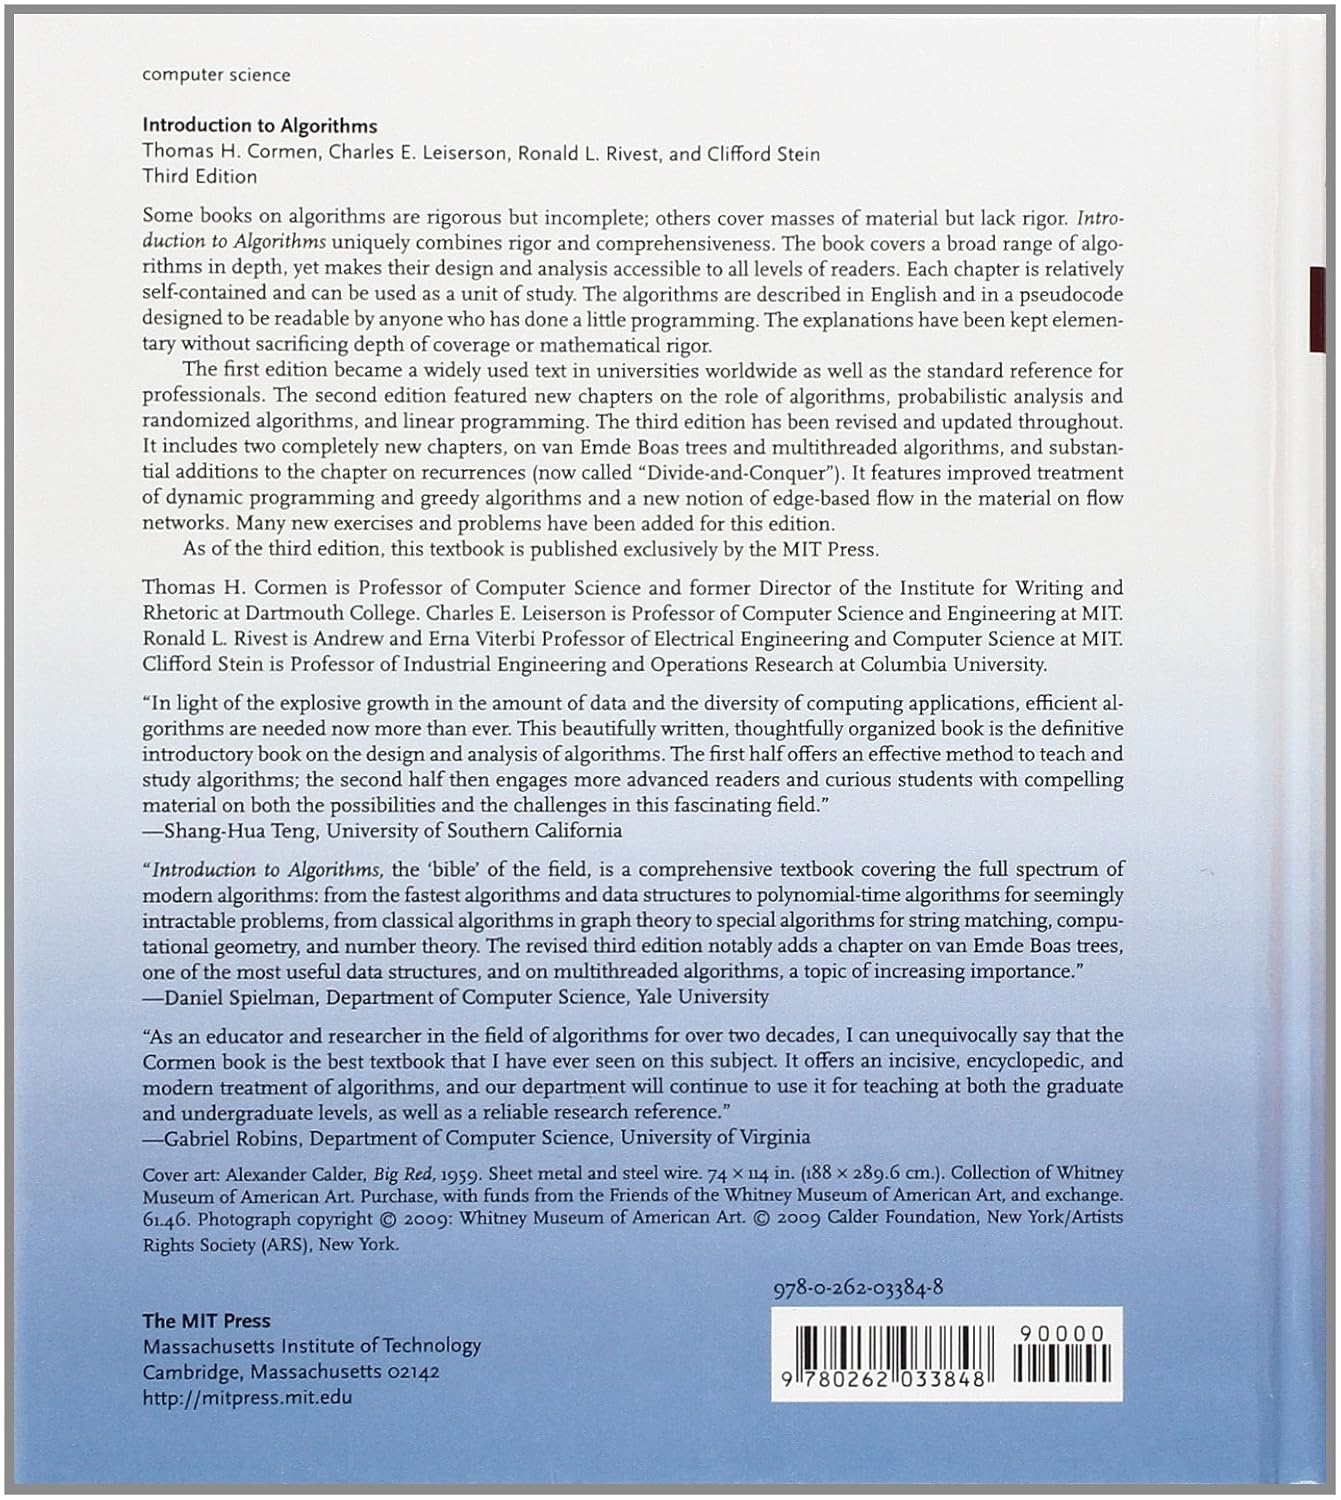 computer science
Introduction to Algorithms
Thomas H. Cormen, Charles E. Leiserson, Ronald L. Rivest, and Clifford Stein
Third Edition
Some books on algorithms are rigorous but incomplete; others cover masses of material but lack rigor. Intro-
duction to Algorithms uniquely combines rigor and comprehensiveness. The book covers a broad range of algo-
rithms in depth, yet makes their design and analysis accessible to all levels of readers. Each chapter is relatively
self-contained and can be used as a unit of study. The algorithms are described in English and in a pseudocode
designed to be readable by anyone who has done a little programming. The explanations have been kept elemen-
tary without sacrificing depth of coverage or mathematical rigor.
The first edition became a widely used text in universities worldwide as well as the standard reference for
professionals. The second edition featured new chapters on the role of algorithms, probabilistic analysis and
randomized algorithms, and linear programming. The third edition has been revised and updated throughout.
It includes two completely new chapters, on van Emde Boas trees and multithreaded algorithms, and substan-
tial additions to the chapter on recurrences (now called “Divide-and-Conquer”). It features improved treatment
of dynamic programming and greedy algorithms and a new notion of edge-based flow in the material on flow
networks. Many new exercises and problems have been added for this edition.
As of the third edition, this textbook is published exclusively by the MIT Press.
Thomas H. Cormen is Professor of Computer Science and former Director of the Institute for Writing and
Rhetoric at Dartmouth College. Charles E. Leiserson is Professor of Computer Science and Engineering at MIT.
Ronald L. Rivest is Andrew and Erna Viterbi Professor of Electrical Engineering and Computer Science at MIT.
Clifford Stein is Professor of Industrial Engineering and Operations Research at Columbia University.
“In light of the explosive growth in the amount of data and the diversity of computing applications, efficient al-
gorithms are needed now more than ever. This beautifully written, thoughtfully organized book is the definitive
introductory book on the design and analysis of algorithms. The first half offers an effective method to teach and
study algorithms; the second half then engages more advanced readers and curious students with compelling
material on both the possibilities and the challenges in this fascinating field.”
—Shang-Hua Teng, University of Southern California
“Introduction to Algorithms, the ‘bible’ of the field, is a comprehensive textbook covering the full spectrum of
modern algorithms: from the fastest algorithms and data structures to polynomial-time algorithms for seemingly
intractable problems, from classical algorithms in graph theory to special algorithms for string matching, compu-
tational geometry, and number theory. The revised third edition notably adds a chapter on van Emde Boas trees,
one of the most useful data structures, and on multithreaded algorithms, a topic of increasing importance.”
—Daniel Spielman, Department of Computer Science, Yale University
“As an educator and researcher in the field of algorithms for over two decades, I can unequivocally say that the
Cormen book is the best textbook that I have ever seen on this subject. It offers an incisive, encyclopedic, and
modern treatment of algorithms, and our department will continue to use it for teaching at both the graduate
and undergraduate levels, as well as a reliable research reference.”
—Gabriel Robins, Department of Computer Science, University of Virginia
Cover art: Alexander Calder, Big Red, 1959. Sheet metal and steel wire. 74 × 114 in. (188 × 289.6 cm.). Collection of Whitney
Museum of American Art. Purchase, with funds from the Friends of the Whitney Museum of American Art, and exchange.
61.46. Photograph copyright © 2009: Whitney Museum of American Art. © 2009 Calder Foundation, New York/Artists
Rights Society (ARS), New York.
The MIT Press
Massachusetts Institute of Technology
Cambridge, Massachusetts 02142
http://mitpress.mit.edu
978-0-262-03384-8
90000
9 780262 033848